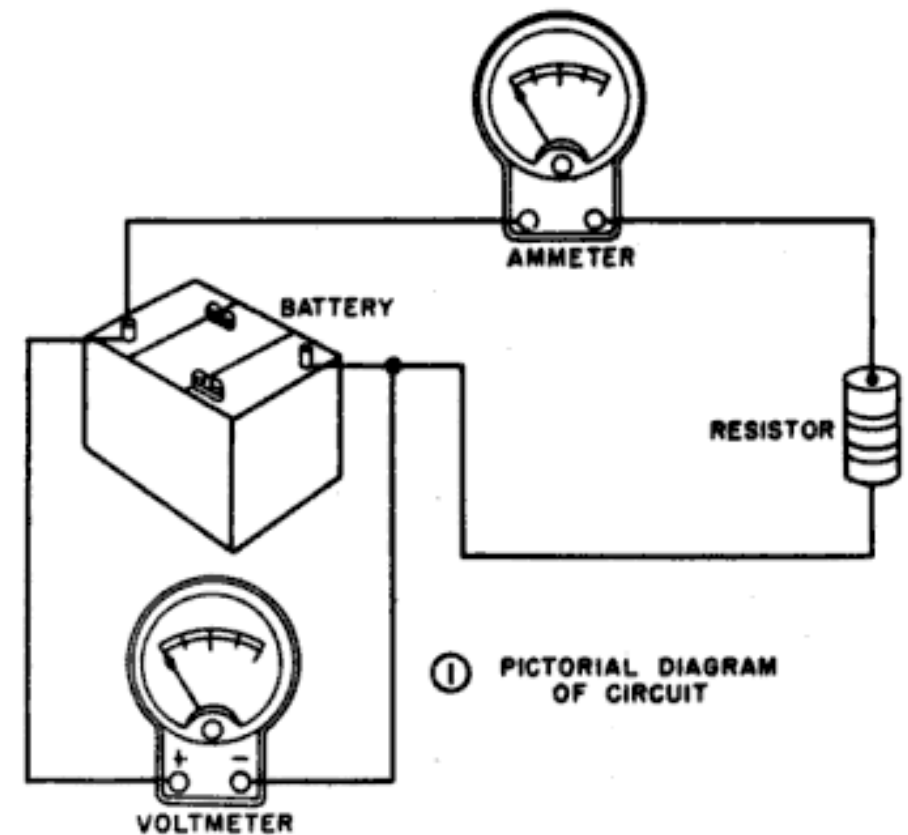 AMMETER
BATTERY
RESISTOR
① PICTORIAL DIAGRAM
OF CIRCUIT
+ −
VOLTMETER